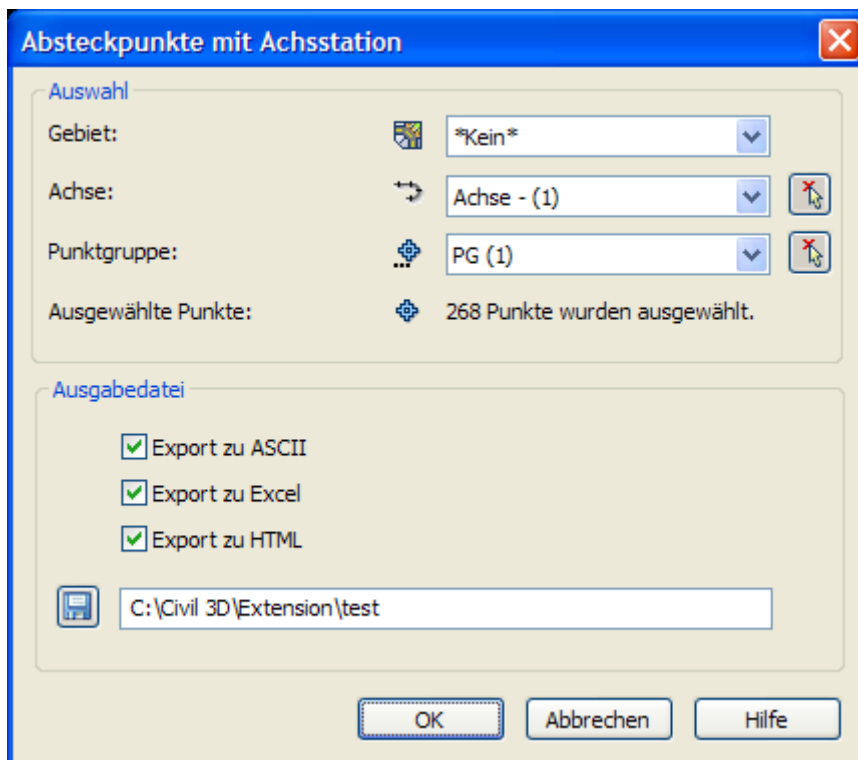 Absteckpunkte mit Achsstation
Auswahl
Gebiet: *Kein*
Achse: Achse - (1)
Punktgruppe: PG (1)
Ausgewählte Punkte: 268 Punkte wurden ausgewählt.
Ausgabedatei
Export zu ASCII
Export zu Excel
Export zu HTML
C:\Civil 3D\Extension\test
OK Abbrechen Hilfe